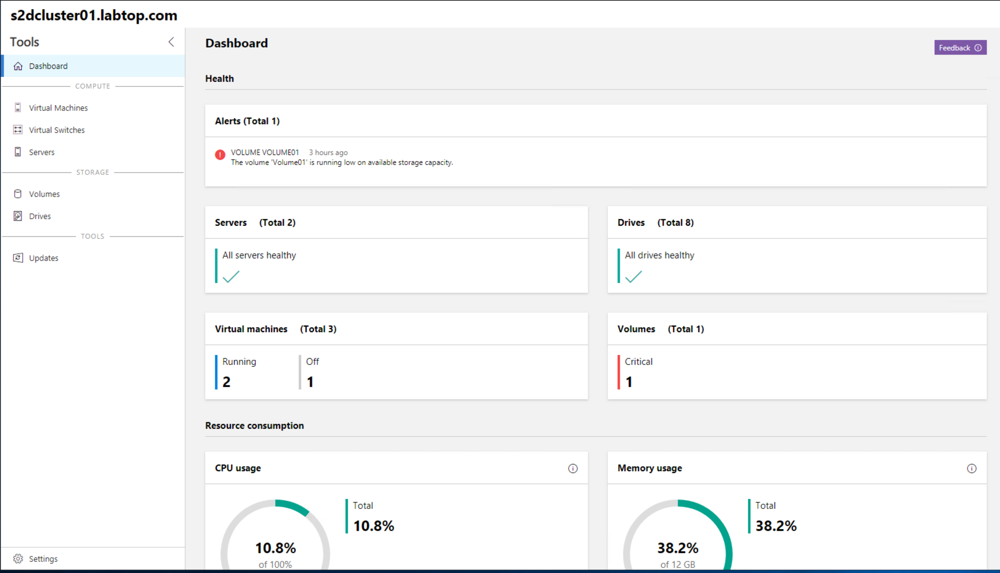 s2dcluster01.labtop.com
Tools
Dashboard
COMPUTE
Virtual Machines
Virtual Switches
Servers
STORAGE
Volumes
Drives
TOOLS
Updates
Settings
Dashboard
Feedback
Health
Alerts (Total 1)
VOLUME VOLUME01 3 hours ago
The volume 'Volume01' is running low on available storage capacity.
Servers (Total 2)
All servers healthy
Drives (Total 8)
All drives healthy
Virtual machines (Total 3)
Running
2
Off
1
Volumes (Total 1)
Critical
1
Resource consumption
CPU usage
10.8%
of 100%
Total
10.8%
Memory usage
38.2%
of 12 GB
Total
38.2%